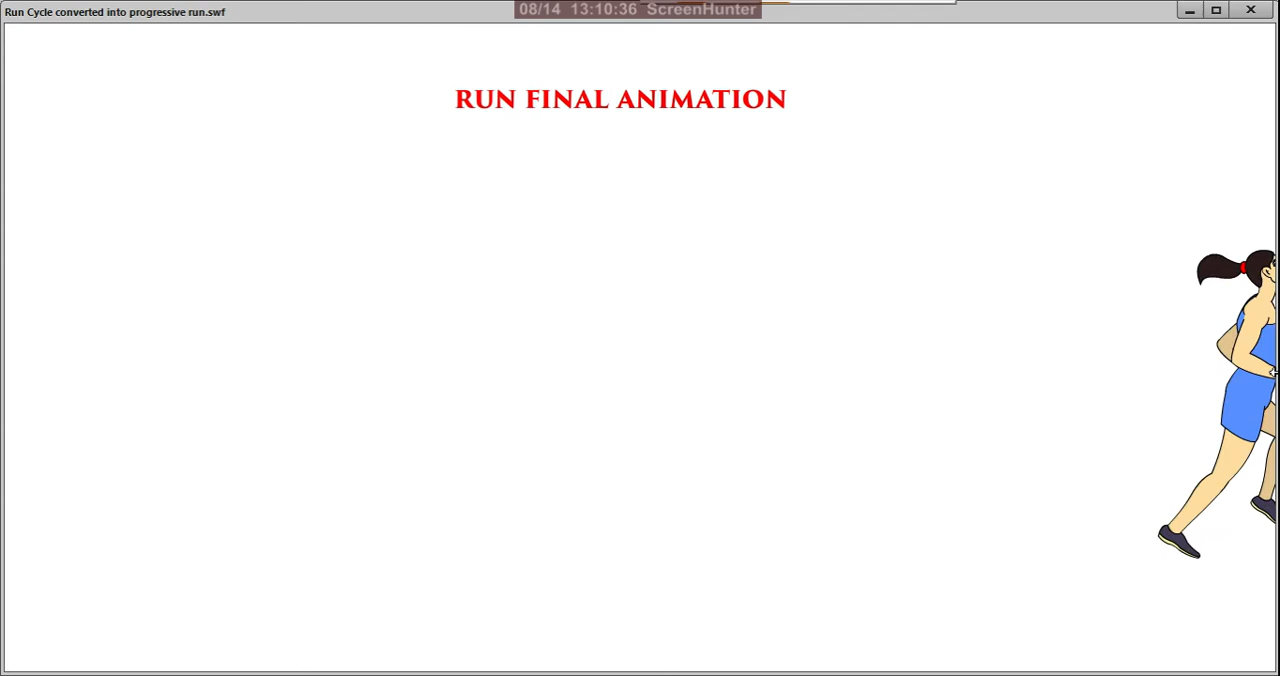 Run Cycle converted into progressive run.swf
08/14 13:10:36 ScreenHunter
RUN FINAL ANIMATION